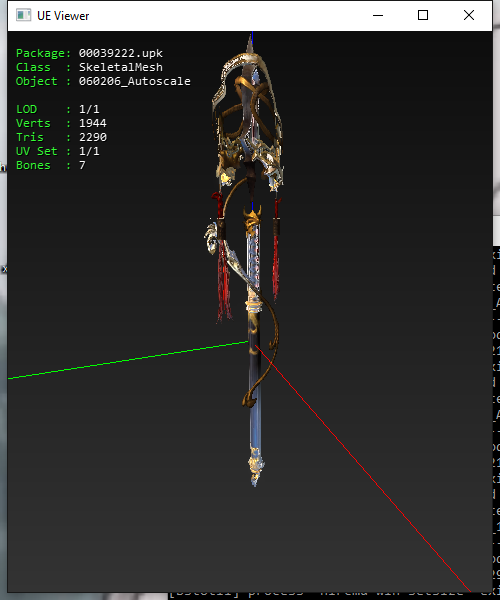 UE Viewer
Package: 00039222.upk
Class  : SkeletalMesh
Object : 060206_Autoscale
LOD    : 1/1
Verts  : 1944
Tris   : 2290
UV Set : 1/1
Bones  : 7